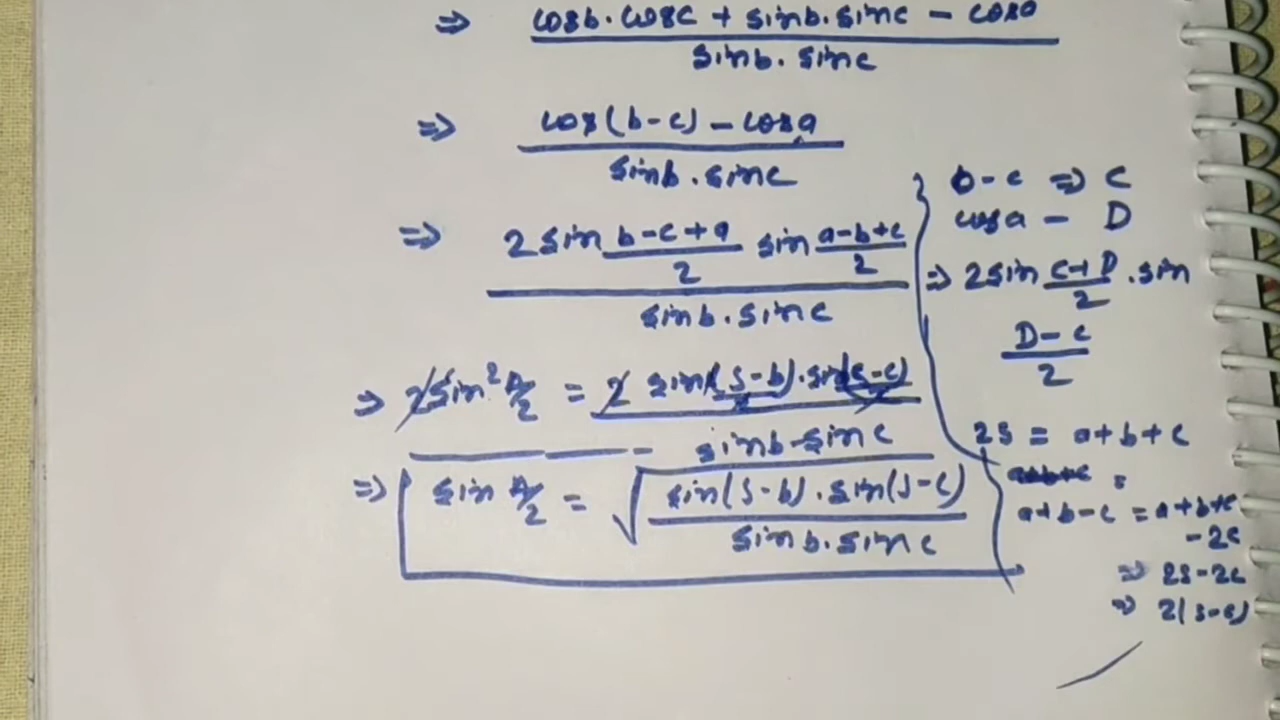 ⇒ cosb.cosc + sinb.sinc - cosa
sinb. sinc
⇒ cos(b-c) - cosa
sinb.sinc
⇒ 2 sin b-c+a/2 sin a-b+c/2
sinb.sinc
⇒ 2sin² A/2 = 2 sin(s-b).sin(s-c)
sinb-sinc
⇒ sin A/2 = √ sin(s-b).sin(s-c)
sinb.sinc
b-c ⇒ C
cosa - D
⇒ 2sin C+D/2 .sin
D-c
2
2s = a+b+c
=
a+b-c = a+b+c
-2c
⇒ 2s-2c
⇒ 2(s-c)